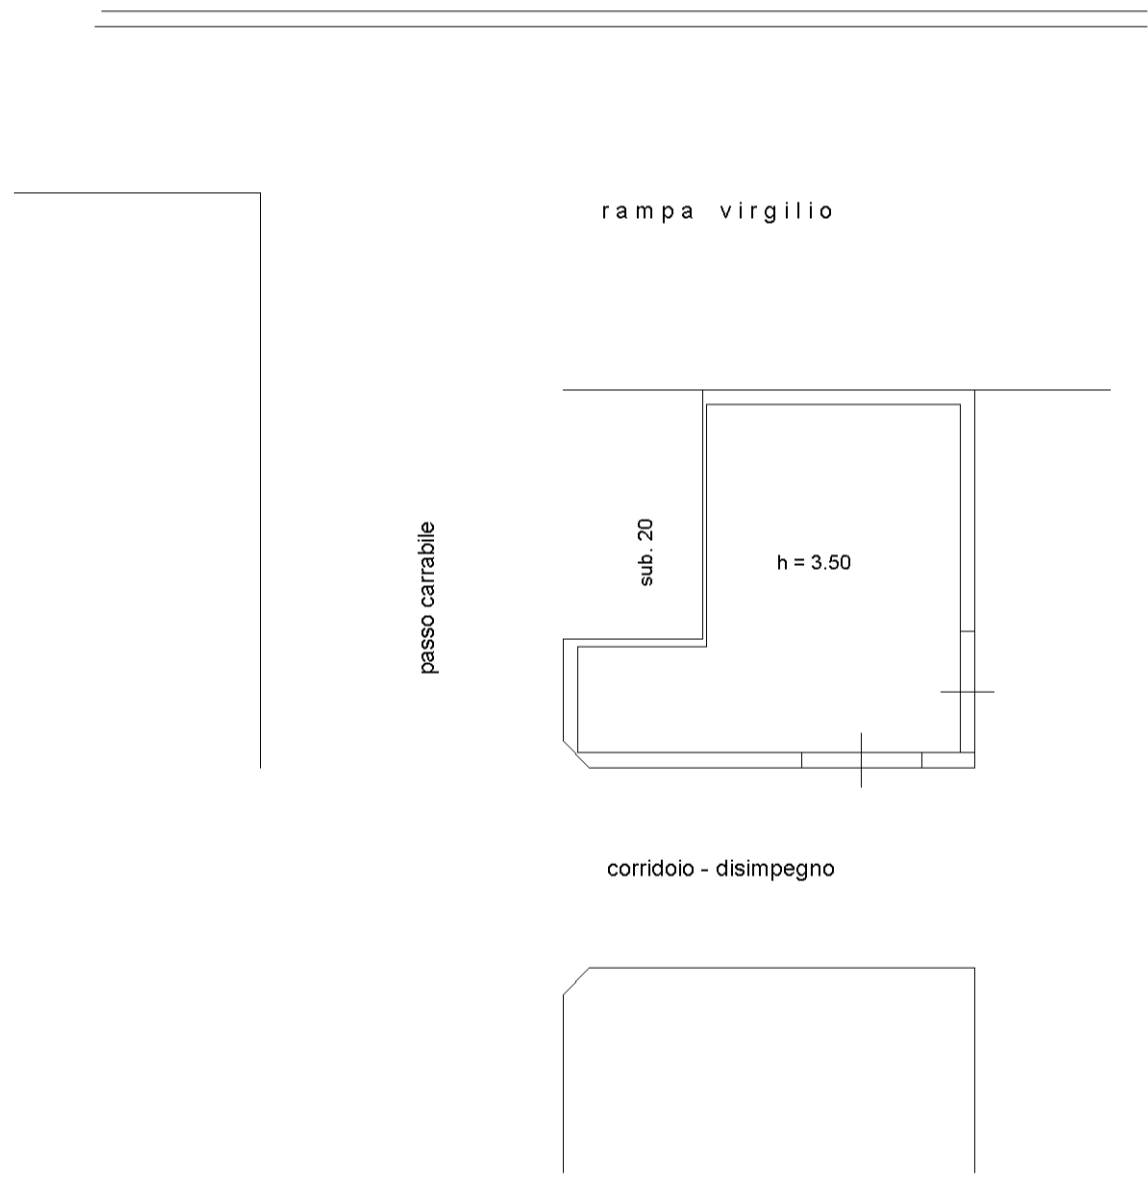 rampa virgilio
passo carrabile
sub. 20
h = 3.50
corridoio - disimpegno